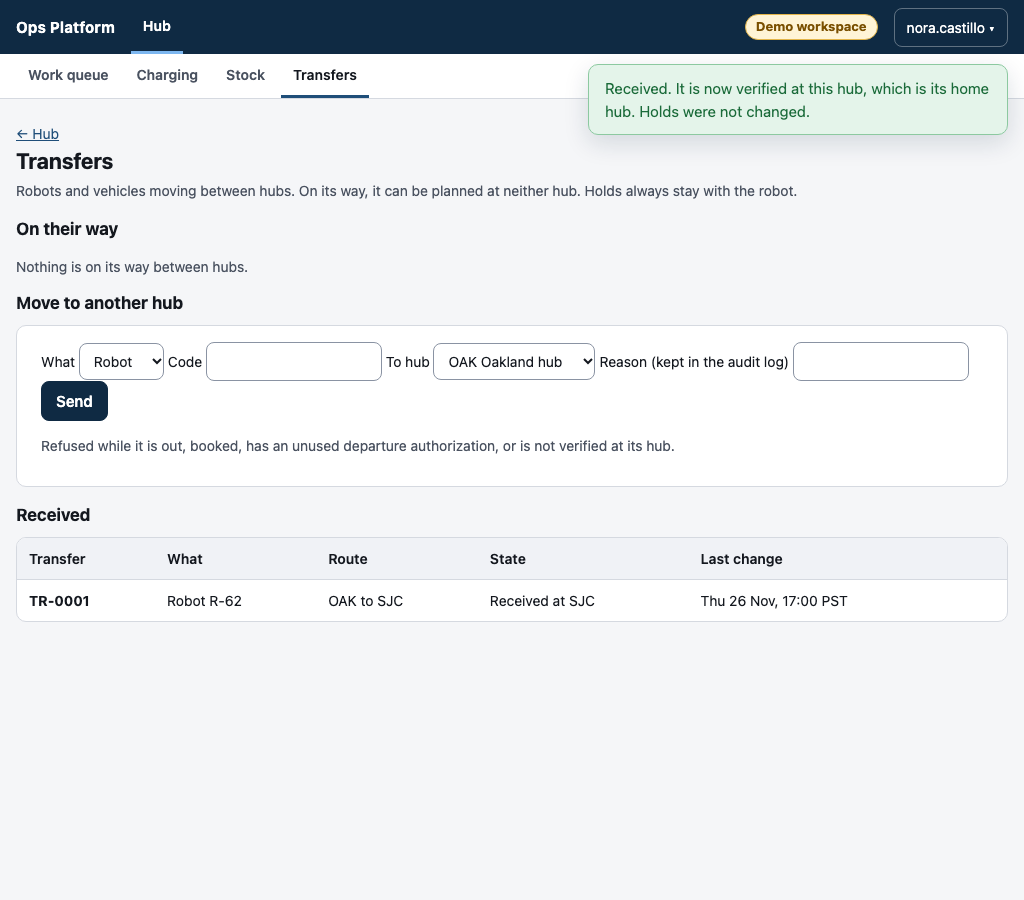 Ops Platform Hub Demo workspace nora.castillo ▾
Work queue Charging Stock Transfers
Received. It is now verified at this hub, which is its home
hub. Holds were not changed.
← Hub
Transfers
Robots and vehicles moving between hubs. On its way, it can be planned at neither hub. Holds always stay with the robot.
On their way
Nothing is on its way between hubs.
Move to another hub
What Robot Code To hub OAK Oakland hub Reason (kept in the audit log)
Send
Refused while it is out, booked, has an unused departure authorization, or is not verified at its hub.
Received
Transfer What Route State Last change
TR-0001 Robot R-62 OAK to SJC Received at SJC Thu 26 Nov, 17:00 PST